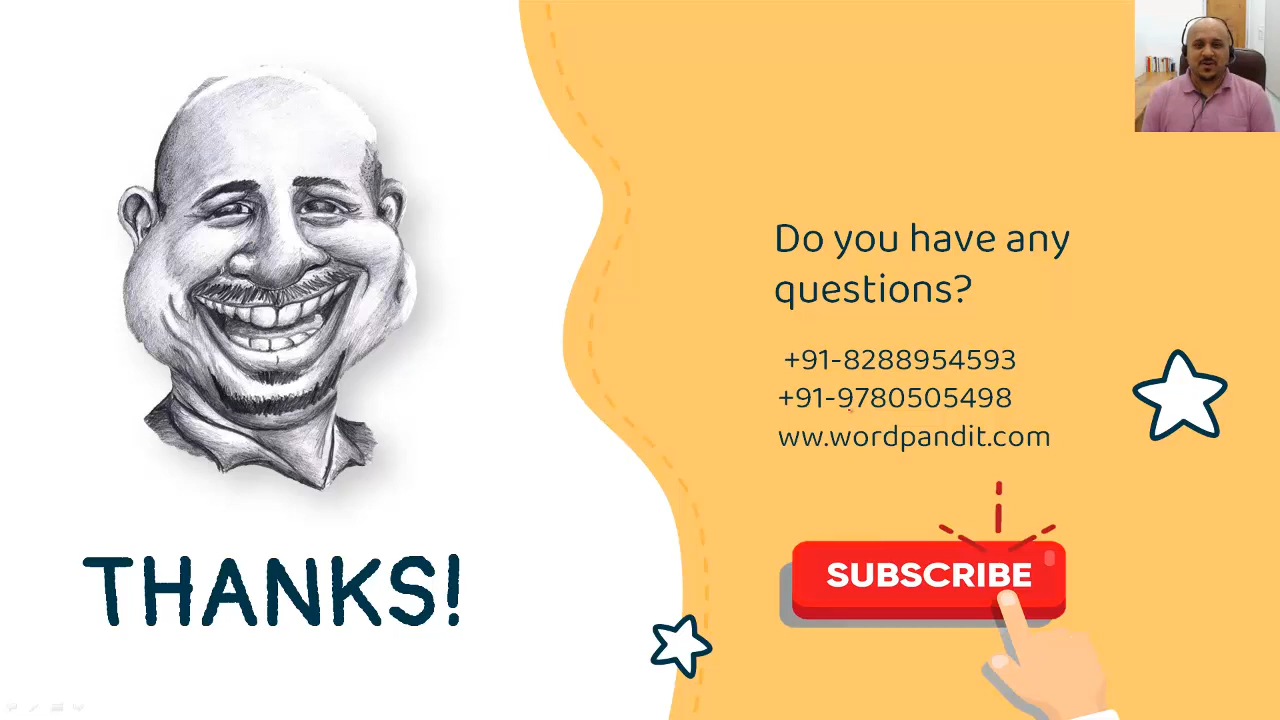 THANKS!
Do you have any
questions?
+91-8288954593
+91-9780505498
ww.wordpandit.com
SUBSCRIBE